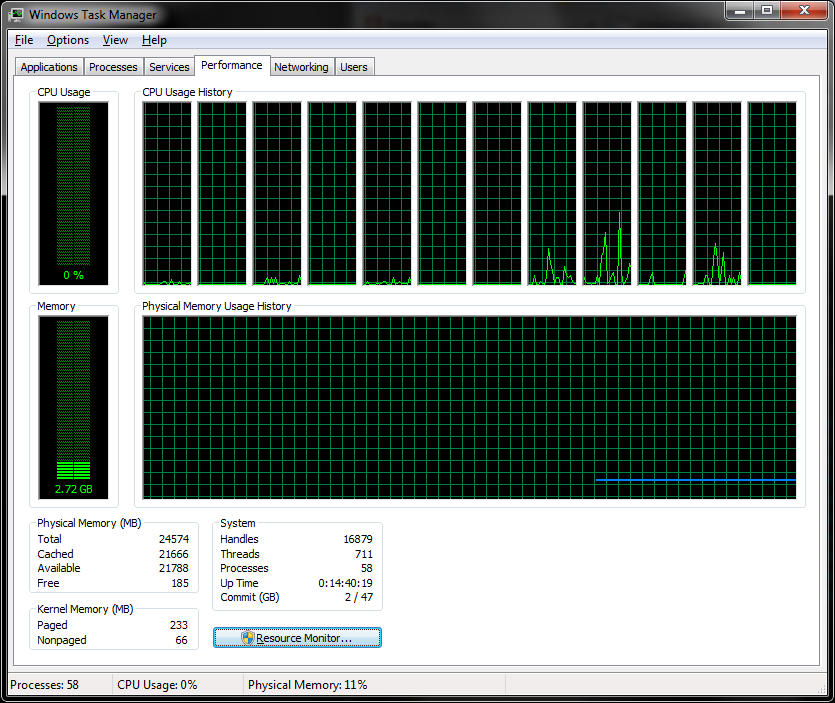 Windows Task Manager
File Options View Help
Applications Processes Services Performance Networking Users
CPU Usage CPU Usage History
0 %
Memory Physical Memory Usage History
2.72 GB
Physical Memory (MB) System
Total 24574 Handles 16879
Cached 21666 Threads 711
Available 21788 Processes 58
Free 185 Up Time 0:14:40:19
Commit (GB) 2 / 47
Kernel Memory (MB)
Paged 233
Nonpaged 66
Resource Monitor...
Processes: 58 CPU Usage: 0% Physical Memory: 11%